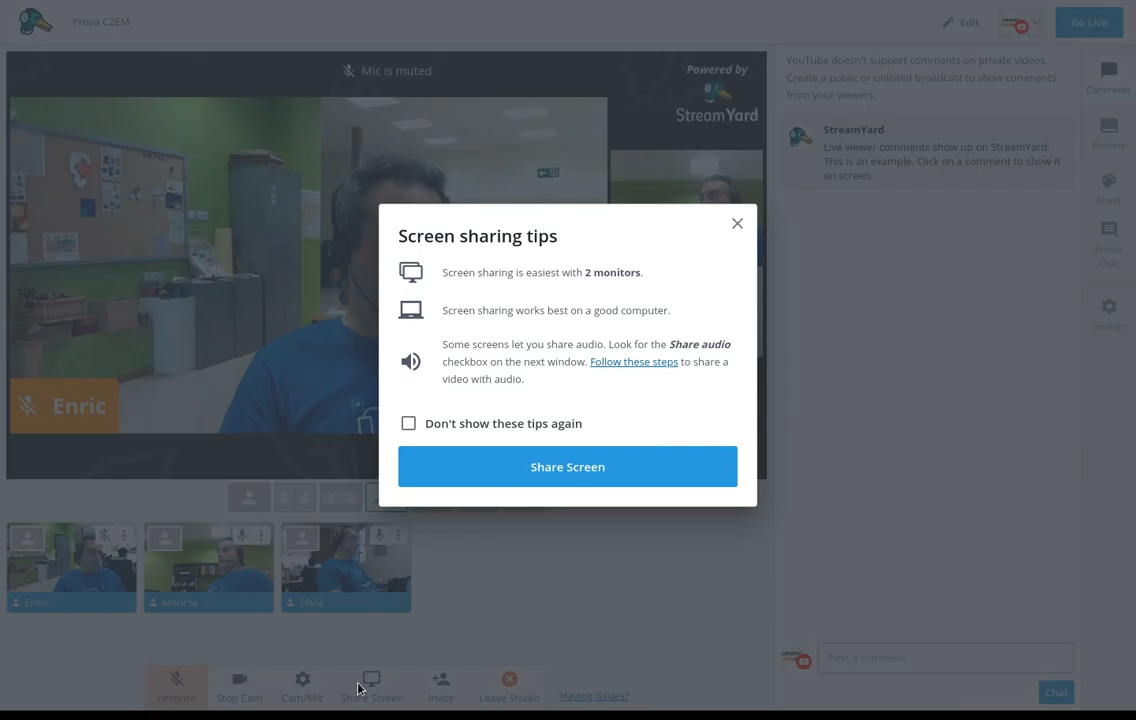 Prova C2EM
Edit
Go Live
Mic is muted
Powered by
StreamYard
Enric
YouTube doesn't support comments on private videos.
Create a public or unlisted broadcast to show comments
from your viewers.
StreamYard
Live viewer comments show up on StreamYard.
This is an example. Click on a comment to show it
on screen.
Comments
Banners
Brand
Private
Chat
Settings
Screen sharing tips
Screen sharing is easiest with 2 monitors.
Screen sharing works best on a good computer.
Some screens let you share audio. Look for the Share audio
checkbox on the next window. Follow these steps to share a
video with audio.
Don't show these tips again
Share Screen
Enric
Montse
Silvia
Unmute
Stop Cam
Cam/Mic
Share Screen
Invite
Leave Studio
Having issues?
Post a comment
Chat